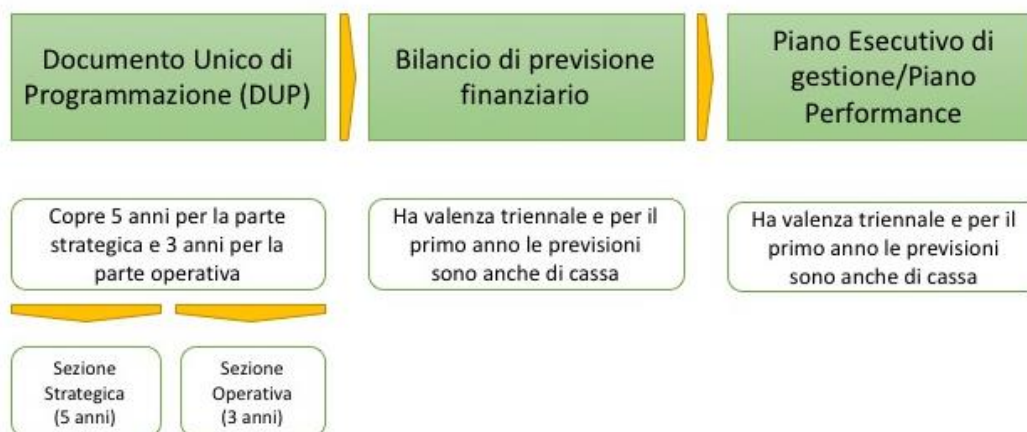 Documento Unico di
Programmazione (DUP)
Bilancio di previsione
finanziario
Piano Esecutivo di
gestione/Piano
Performance
Copre 5 anni per la parte
strategica e 3 anni per la
parte operativa
Ha valenza triennale e per il
primo anno le previsioni
sono anche di cassa
Ha valenza triennale e per il
primo anno le previsioni
sono anche di cassa
Sezione
Strategica
(5 anni)
Sezione
Operativa
(3 anni)